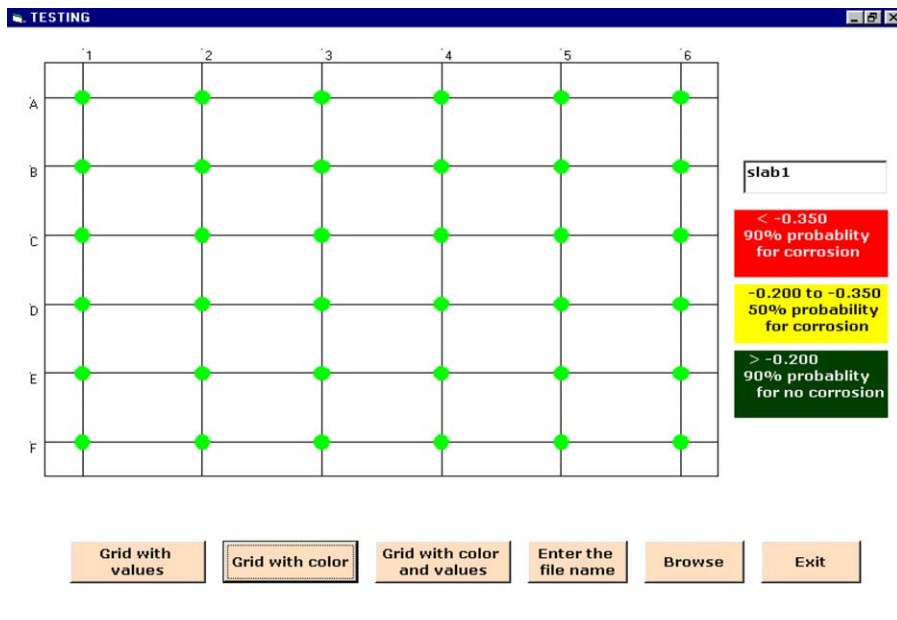 TESTING
1 2 3 4 5 6
A
B
C
D
E
F
slab1
< -0.350
90% probablity
for corrosion
-0.200 to -0.350
50% probability
for corrosion
> -0.200
90% probablity
for no corrosion
Grid with
values
Grid with color
Grid with color
and values
Enter the
file name
Browse
Exit